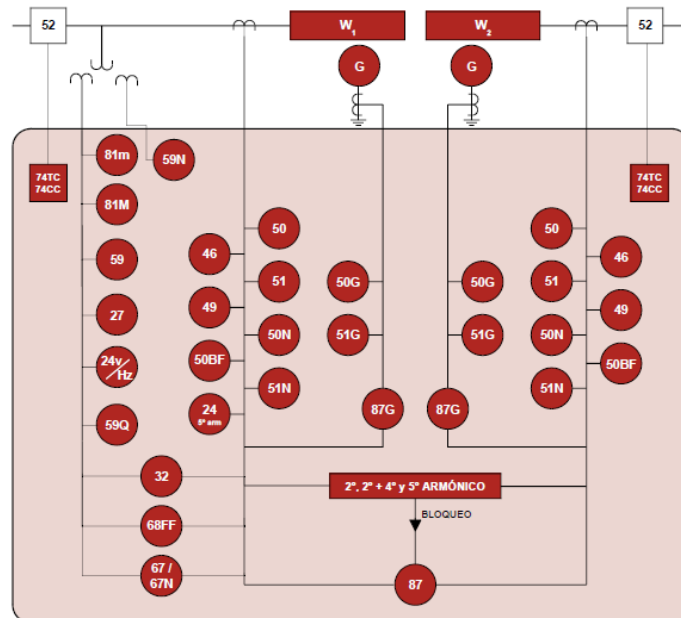 52
W1
W2
52
G
G
81m
59N
74TC
74CC
74TC
74CC
81M
50
50
46
46
59
51
50G
50G
51
49
49
27
50N
51G
51G
50N
50BF
50BF
24v/Hz
51N
51N
24
5º arm
87G
87G
59Q
32
2º, 2º + 4º y 5º ARMÓNICO
BLOQUEO
68FF
67 /
67N
87